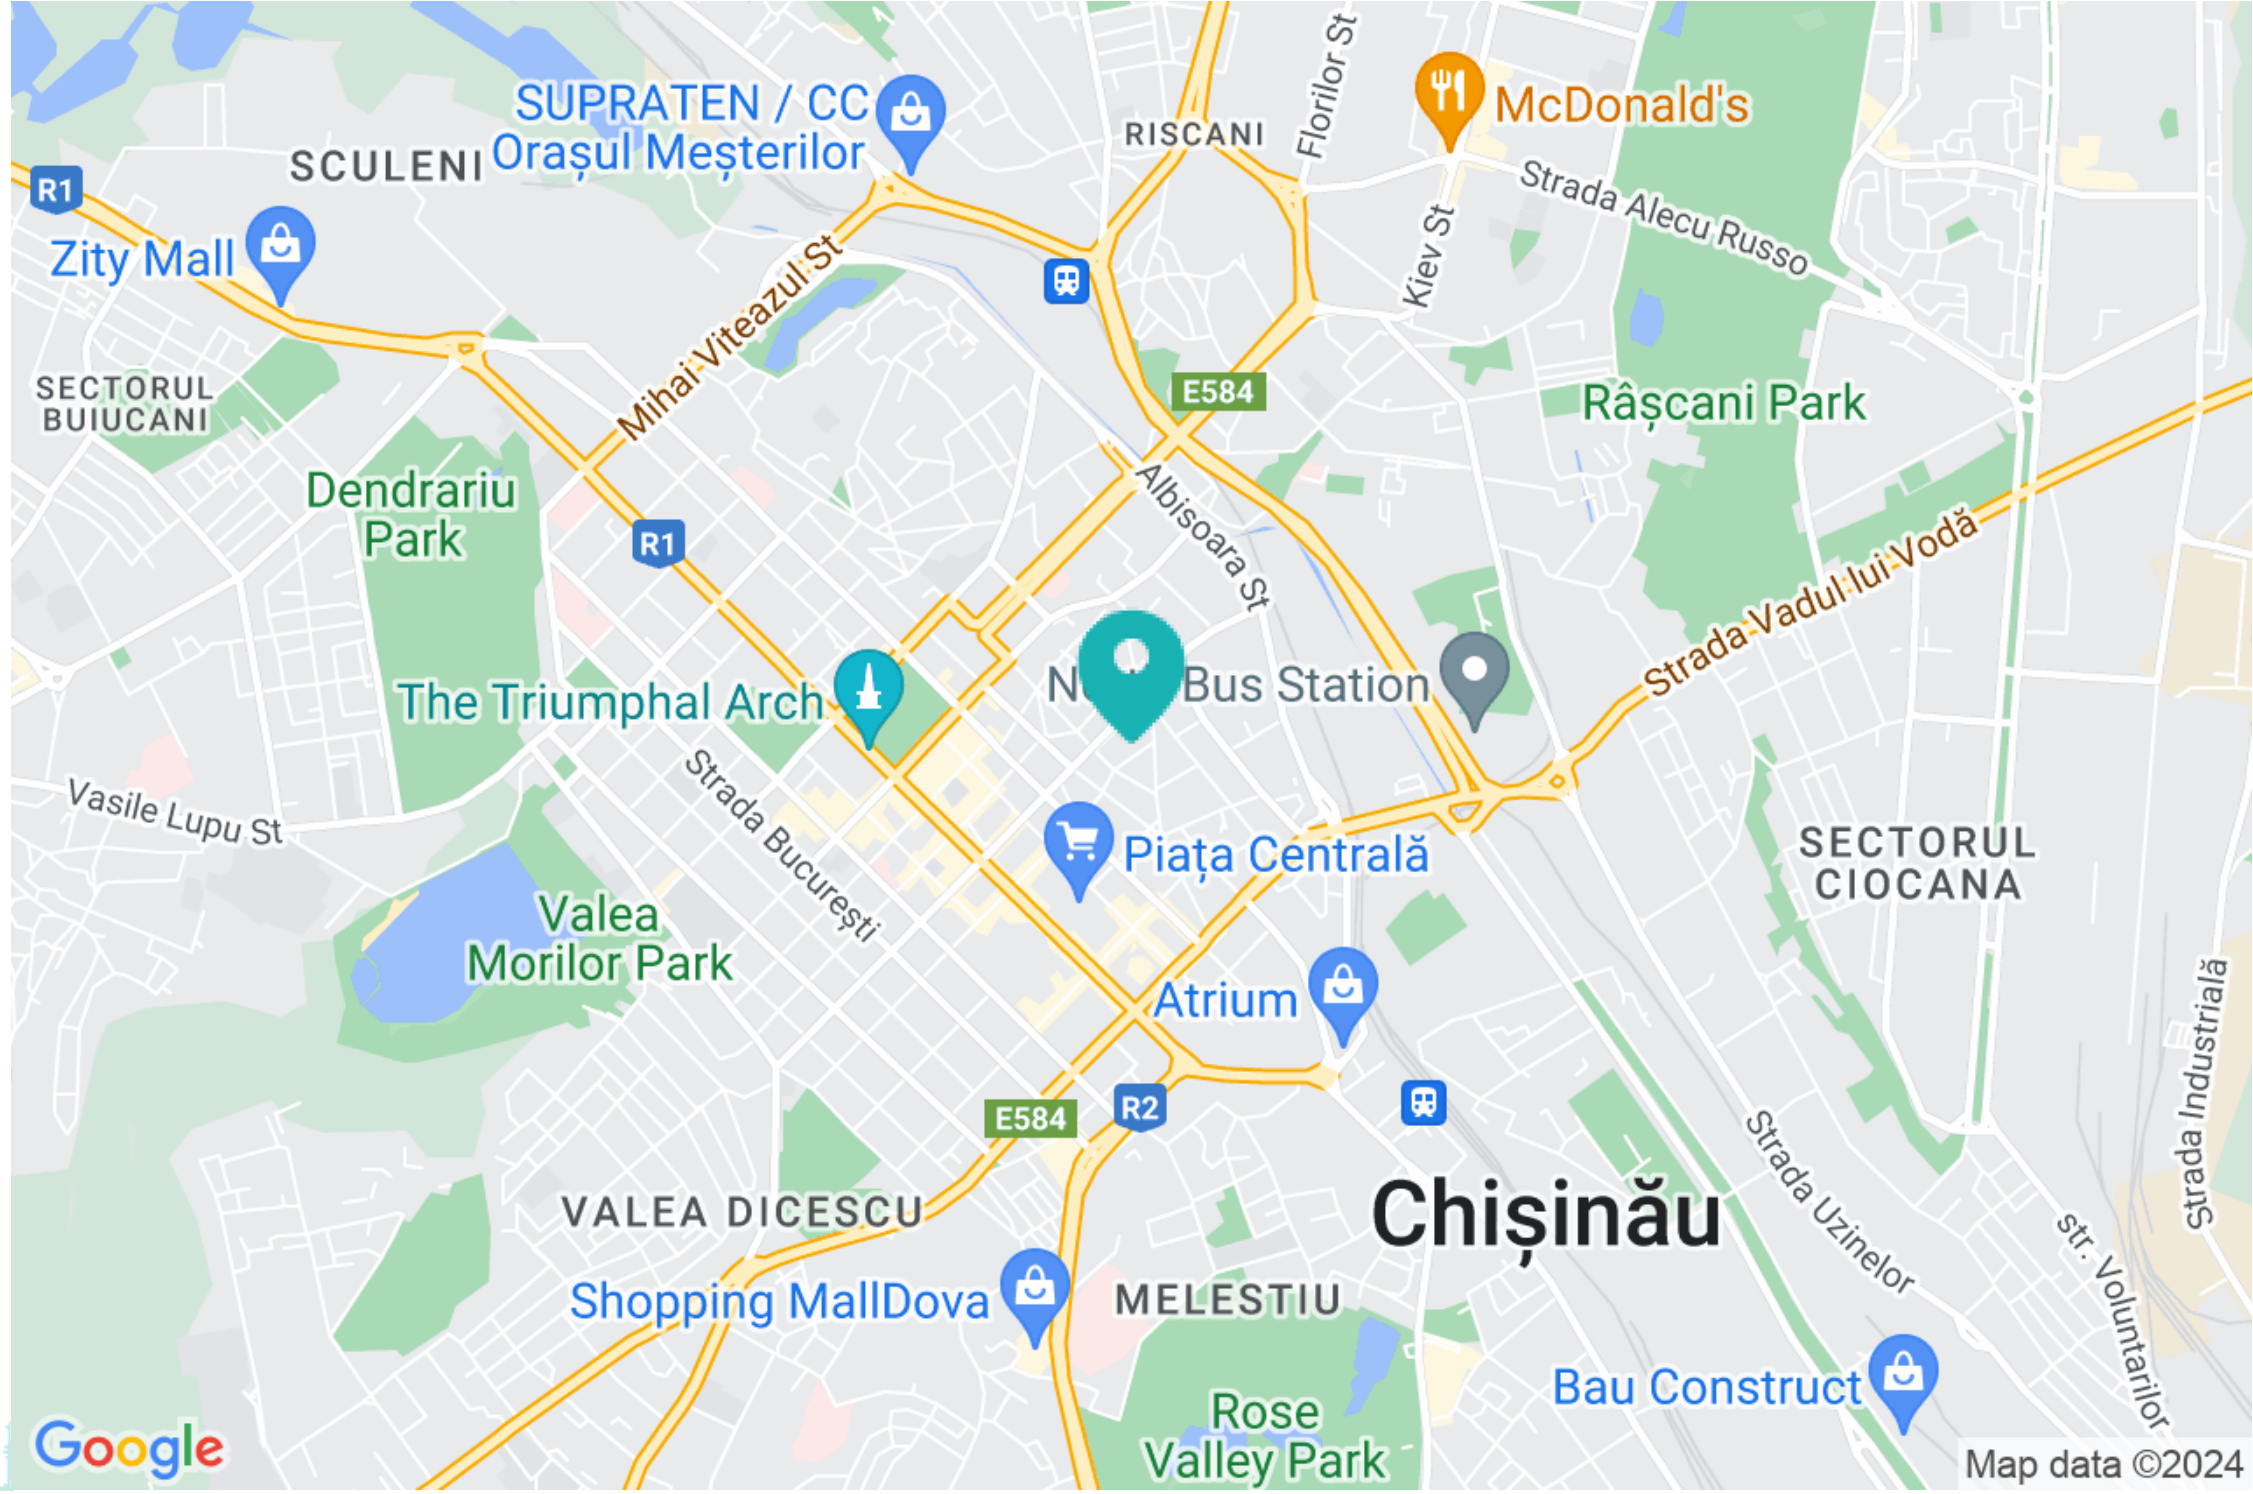 SUPRATEN / CC
Orașul Meșterilor
McDonald's
RISCANI
Florilor St
SCULENI
R1
Strada Alecu Russo
Zity Mall
Kiev St
Mihai Viteazul St
SECTORUL
BUIUCANI
E584
Râșcani Park
Dendrariu
Park
R1
Albisoara St
Strada Vadul lui Vodă
The Triumphal Arch
Bus Station
Strada București
Vasile Lupu St
Piața Centrală
SECTORUL
CIOCANA
Valea
Morilor Park
Atrium
Strada Industrială
E584
R2
Strada Uzinelor
VALEA DICESCU
Chișinău
str. Voluntarilor
Shopping MallDova
MELESTIU
Bau Construct
Rose
Valley Park
Google
Map data ©2024